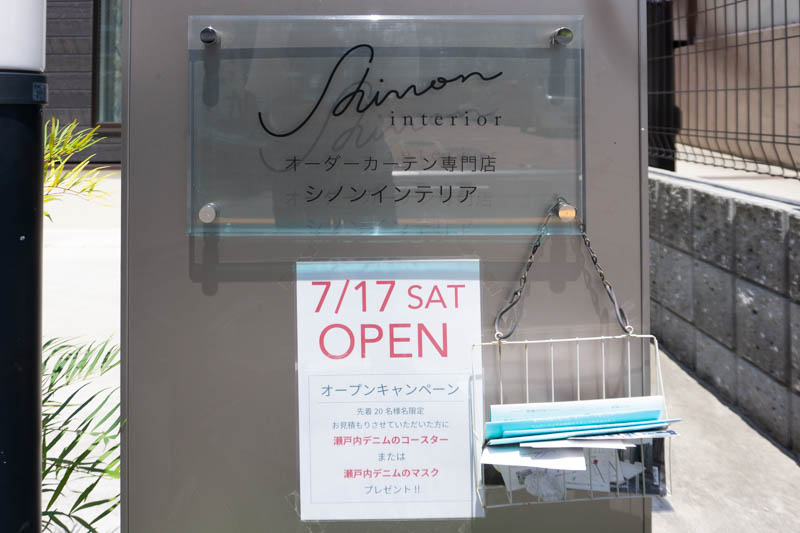 Shinon
interior
オーダーカーテン専門店
シノンインテリア
7/17 SAT
OPEN
オープンキャンペーン
先着20名様名限定
お見積もりさせていただいた方に
瀬戸内デニムのコースター
または
瀬戸内デニムのマスク
プレゼント!!